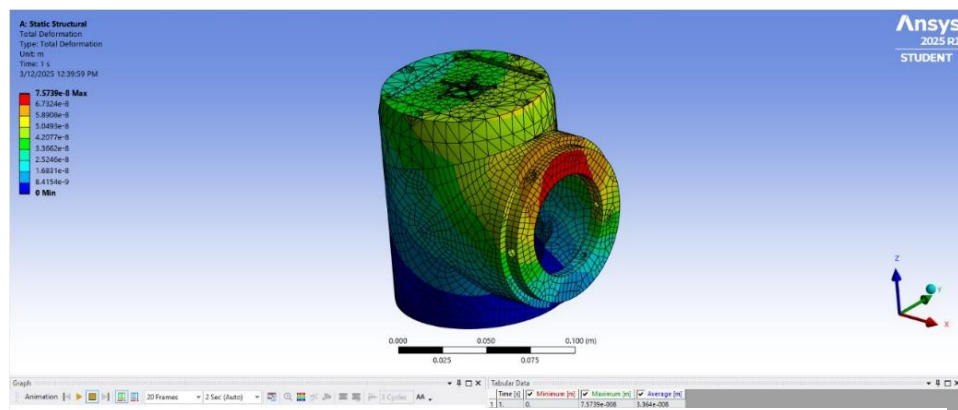 A: Static Structural
Total Deformation
Type: Total Deformation
Unit: m
Time: 1 s
3/12/2025 12:39:59 PM
7.5739e-8 Max
6.7324e-8
5.8908e-8
5.0493e-8
4.2077e-8
3.3662e-8
2.5246e-8
1.6831e-8
8.4154e-9
0 Min
Ansys
2025 R1
STUDENT
Z
Y
X
0.000 0.050 0.100 (m)
0.025 0.075
Graph
Animation 20 Frames 2 Sec (Auto) 3 Cycles AA
Tabular Data
Time [s] Minimum [m] Maximum [m] Average [m]
1 1. 0. 7.5739e-008 3.364e-008